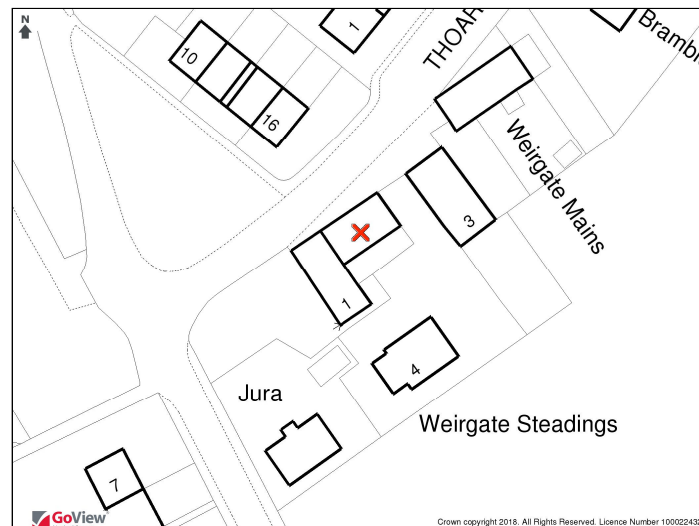 N
10
16
1
THOAR
Brambl
Weirgate Mains
3
1
4
Jura
Weirgate Steadings
7
GoView
Crown copyright 2018. All Rights Reserved. Licence Number 10002243